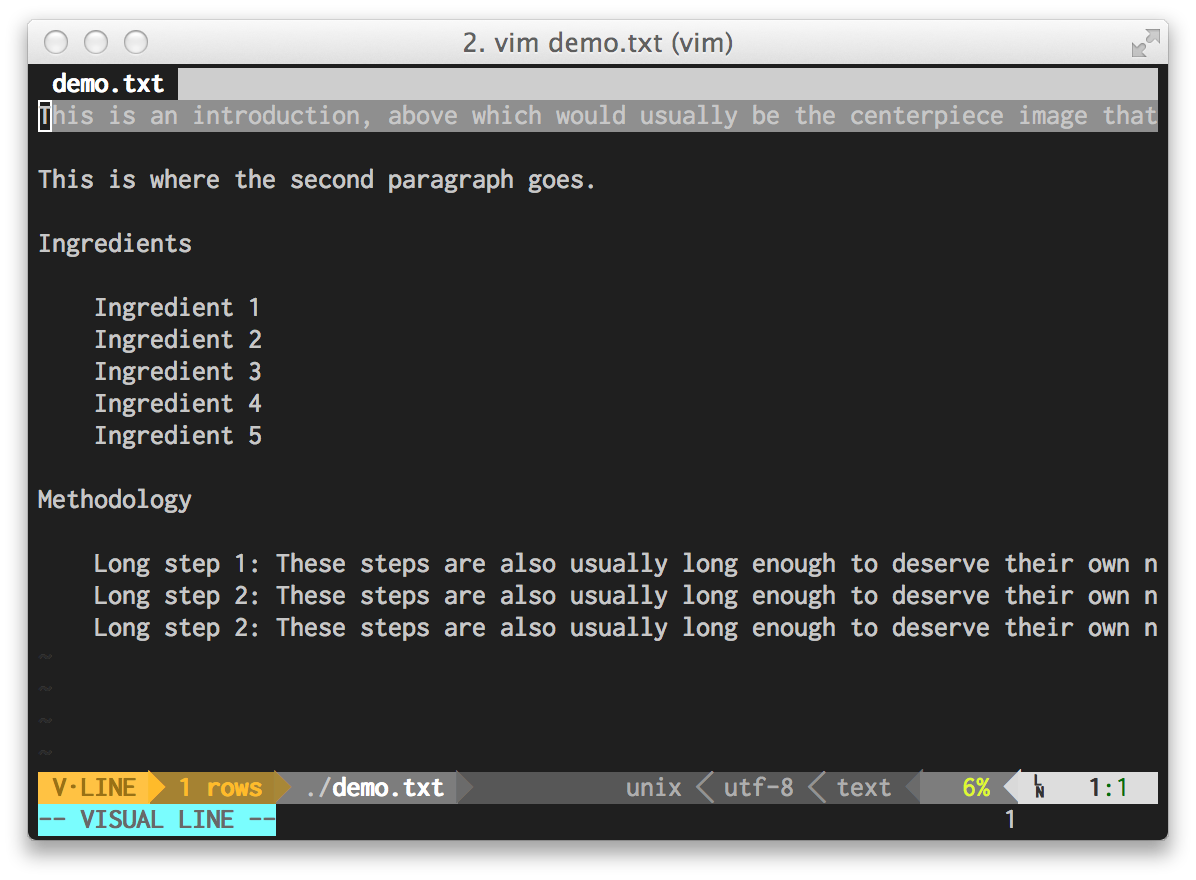 2. vim demo.txt (vim)
demo.txt
This is an introduction, above which would usually be the centerpiece image that
This is where the second paragraph goes.
Ingredients
Ingredient 1
Ingredient 2
Ingredient 3
Ingredient 4
Ingredient 5
Methodology
Long step 1: These steps are also usually long enough to deserve their own n
Long step 2: These steps are also usually long enough to deserve their own n
Long step 2: These steps are also usually long enough to deserve their own n
~
~
~
~
V·LINE 1 rows ./demo.txt unix utf-8 text 6% LN 1:1
-- VISUAL LINE -- 1